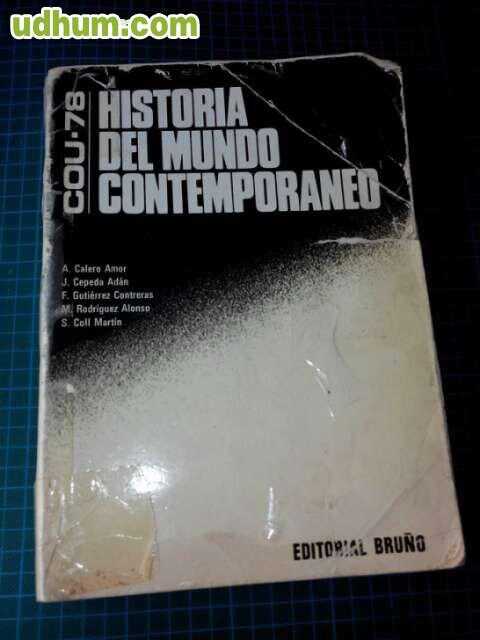 udhum.com
COU-78
HISTORIA
DEL MUNDO
CONTEMPORANEO
A. Calero Amor
J. Cepeda Adán
F. Gutiérrez Contreras
M. Rodríguez Alonso
S. Coll Martín
EDITORIAL BRUÑO